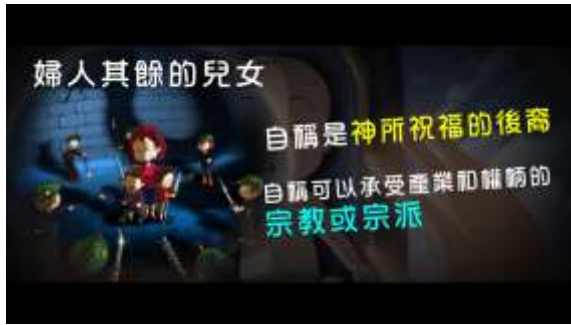 婦人其餘的兒女
自稱是神所祝福的後裔
自稱可以承受產業和權柄的
宗教或宗派